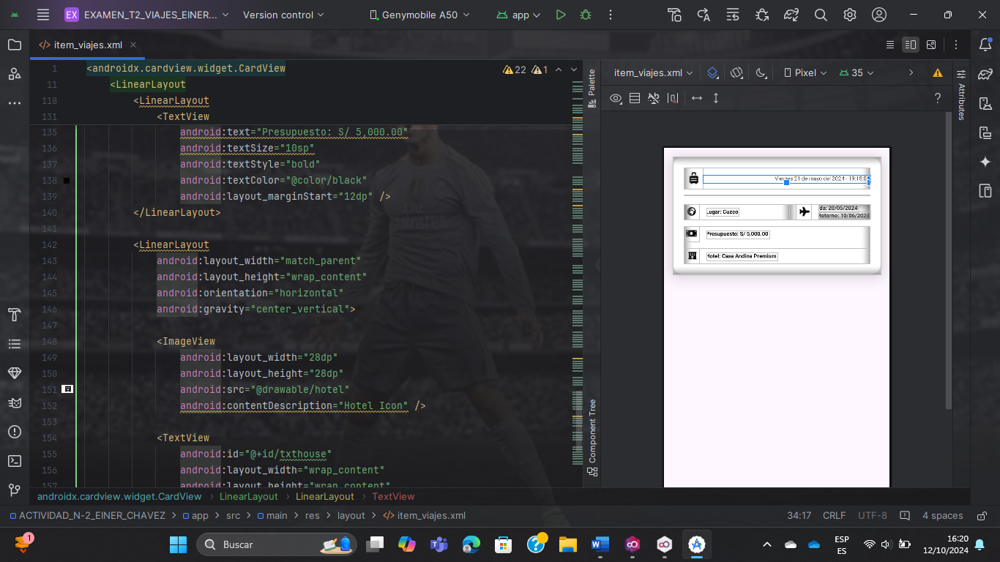 EX EXAMEN_T2_VIAJES_EINER... Version control Genymobile A50 app
item_viajes.xml
1 <androidx.cardview.widget.CardView 22 1
11 <LinearLayout
118 <LinearLayout
131 <TextView
135 android:text="Presupuesto: S/ 5,000.00"
136 android:textSize="10sp"
137 android:textStyle="bold"
138 android:textColor="@color/black"
139 android:layout_marginStart="12dp" />
140 </LinearLayout>
141
142 <LinearLayout
143 android:layout_width="match_parent"
144 android:layout_height="wrap_content"
145 android:orientation="horizontal"
146 android:gravity="center_vertical">
147
148 <ImageView
149 android:layout_width="28dp"
150 android:layout_height="28dp"
151 android:src="@drawable/hotel"
152 android:contentDescription="Hotel Icon" />
153
154 <TextView
155 android:id="@+id/txthouse"
156 android:layout_width="wrap_content"
157 android:layout_height="wrap_content"
Palette
Component Tree
item_viajes.xml Pixel 35
?
Attributes
Viernes 21 de mayo del 2024 - 19:15:0
Lugar: Cuzco
da: 20/05/2024
Retorno: 10/06/2024
Presupuesto: S/ 5,000.00
Hotel: Casa Andina Premium
androidx.cardview.widget.CardView > LinearLayout > LinearLayout > TextView
ACTIVIDAD_N-2_EINER_CHAVEZ > app > src > main > res > layout > item_viajes.xml 34:17 CRLF UTF-8 4 spaces
1 Buscar ESP 16:20
ES 12/10/2024